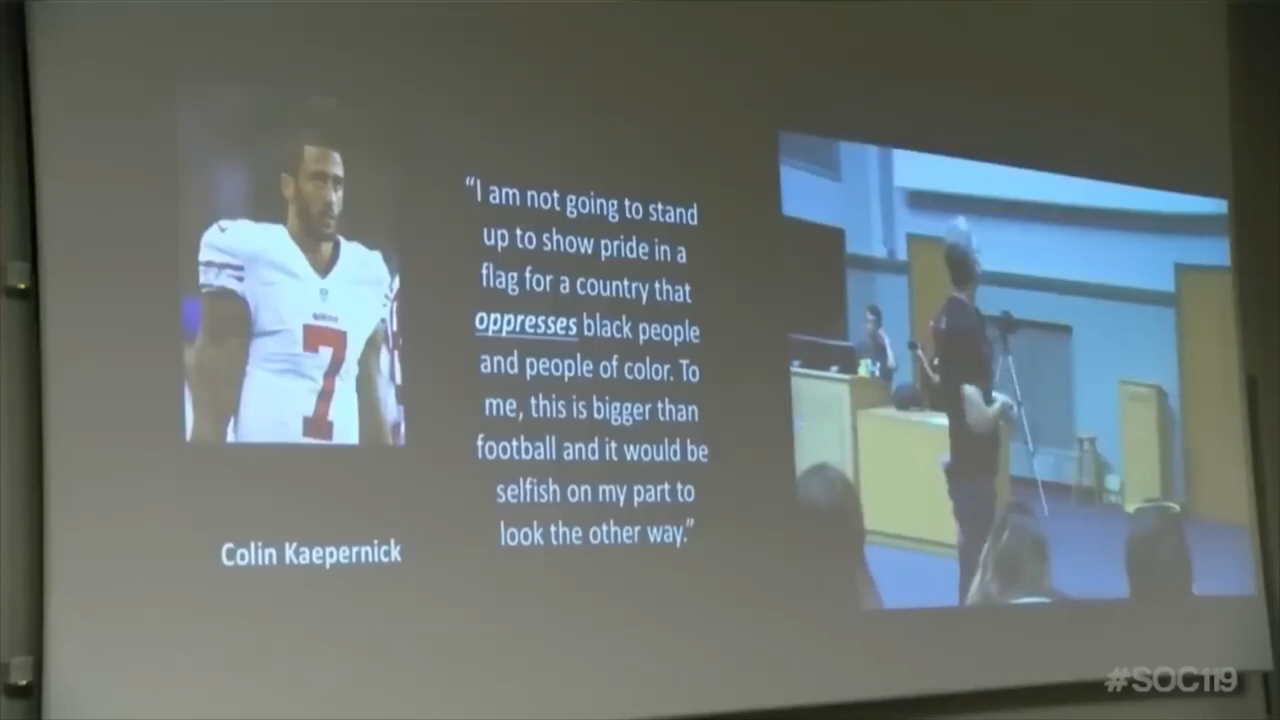 “I am not going to stand
up to show pride in a
flag for a country that
oppresses black people
and people of color. To
me, this is bigger than
football and it would be
selfish on my part to
look the other way.”
7
Colin Kaepernick
#SOC119